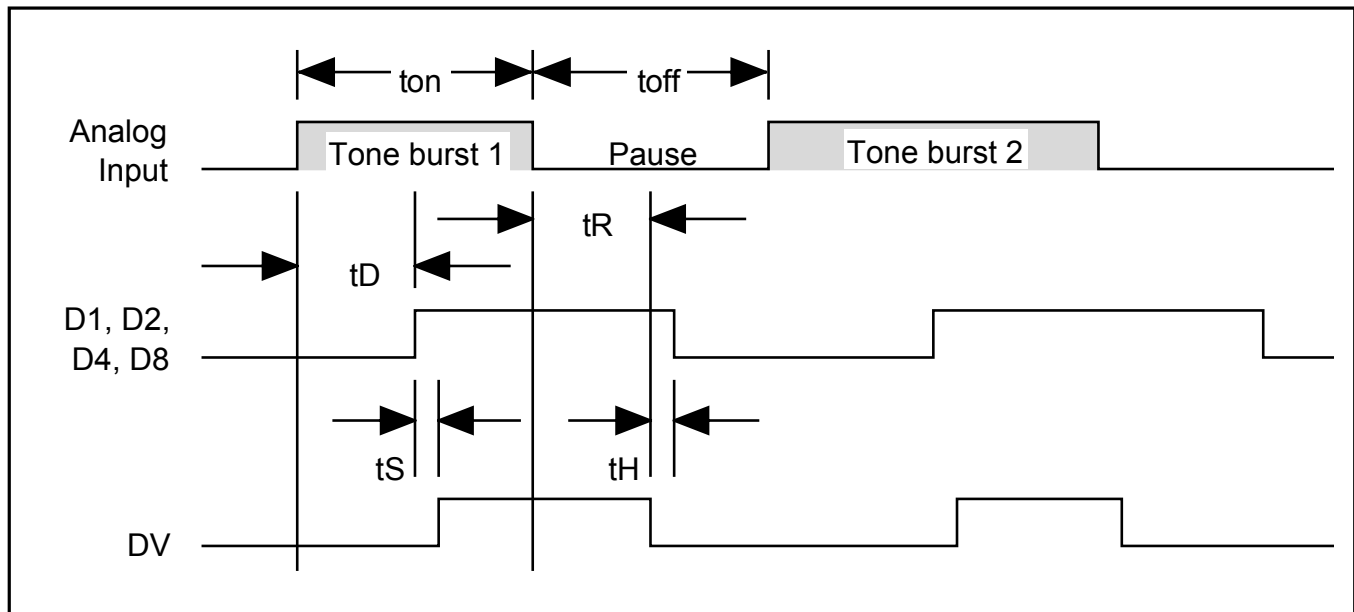 ton
toff
Analog
Input
Tone burst 1
Pause
Tone burst 2
tR
tD
D1, D2,
D4, D8
tS
tH
DV